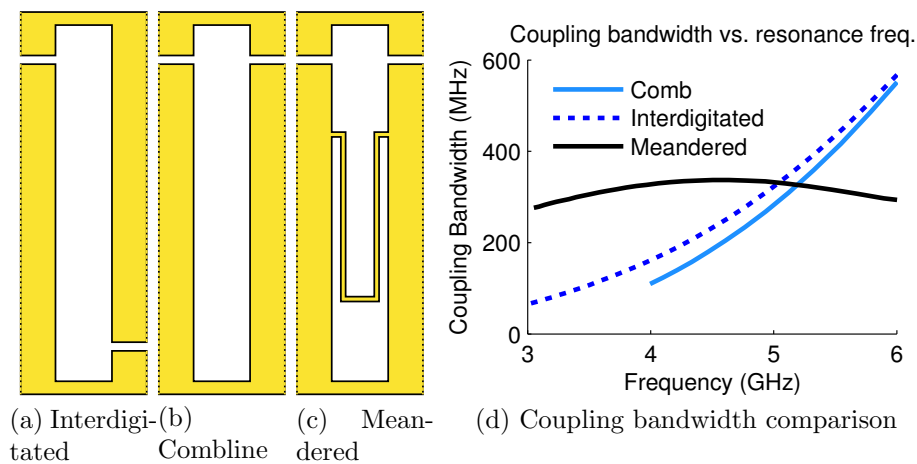 Coupling bandwidth vs. resonance freq.
600
400
200
0
Coupling Bandwidth (MHz)
Comb
Interdigitated
Meandered
3 4 5 6
Frequency (GHz)
(a) Interdigi-
tated
(b)
Combline
(c) Mean-
dered
(d) Coupling bandwidth comparison